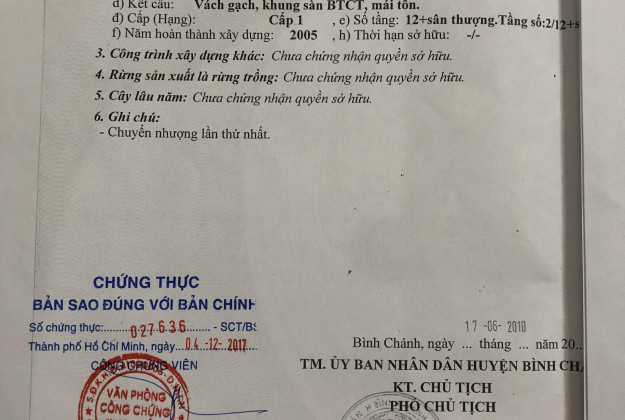 d) Kết cấu: Vách gạch, khung sàn BTCT, mái tôn.
đ) Cấp (Hạng): Cấp 1 , e) Số tầng: 12+sân thượng.Tầng số:2/12+s
f) Năm hoàn thành xây dựng: 2005 , h) Thời hạn sở hữu: -/-
3. Công trình xây dựng khác: Chưa chứng nhận quyền sở hữu.
4. Rừng sản xuất là rừng trồng: Chưa chứng nhận quyền sở hữu.
5. Cây lâu năm: Chưa chứng nhận quyền sở hữu.
6. Ghi chú:
- Chuyển nhượng lần thứ nhất.
CHỨNG THỰC
BẢN SAO ĐÚNG VỚI BẢN CHÍNH
Số chứng thực:...027636... - SCT/BS
Thành phố Hồ Chí Minh, ngày...04-12-2017
CÔNG CHỨNG VIÊN
VĂN PHÒNG
CÔNG CHỨNG
17-06-2010
Bình Chánh, ngày ... tháng ... năm 20...
TM. ỦY BAN NHÂN DÂN HUYỆN BÌNH CH
KT. CHỦ TỊCH
PHÓ CHỦ TỊCH